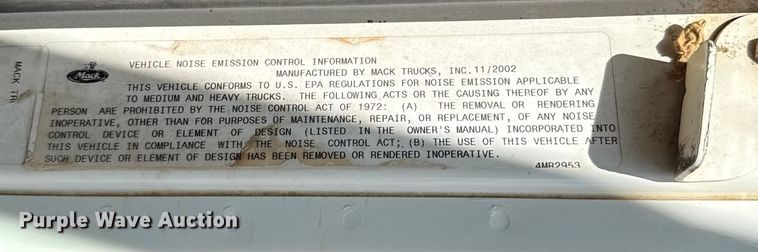 VEHICLE NOISE EMISSION CONTROL INFORMATION
Mack
MANUFACTURED BY MACK TRUCKS, INC. 11/2002
THIS VEHICLE CONFORMS TO U.S. EPA REGULATIONS FOR NOISE EMISSION APPLICABLE
TO MEDIUM AND HEAVY TRUCKS. THE FOLLOWING ACTS OR THE CAUSING THEREOF BY ANY
PERSON ARE PROHIBITED BY THE NOISE CONTROL ACT OF 1972: (A) THE REMOVAL OR RENDERING
INOPERATIVE, OTHER THAN FOR PURPOSES OF MAINTENANCE, REPAIR, OR REPLACEMENT, OF ANY NOISE
CONTROL DEVICE OR ELEMENT OF DESIGN (LISTED IN THE OWNER'S MANUAL) INCORPORATED INTO
THIS VEHICLE IN COMPLIANCE WITH THE NOISE CONTROL ACT; (B) THE USE OF THIS VEHICLE AFTER
SUCH DEVICE OR ELEMENT OF DESIGN HAS BEEN REMOVED OR RENDERED INOPERATIVE.
4MR2953
MACK TR
Purple Wave Auction